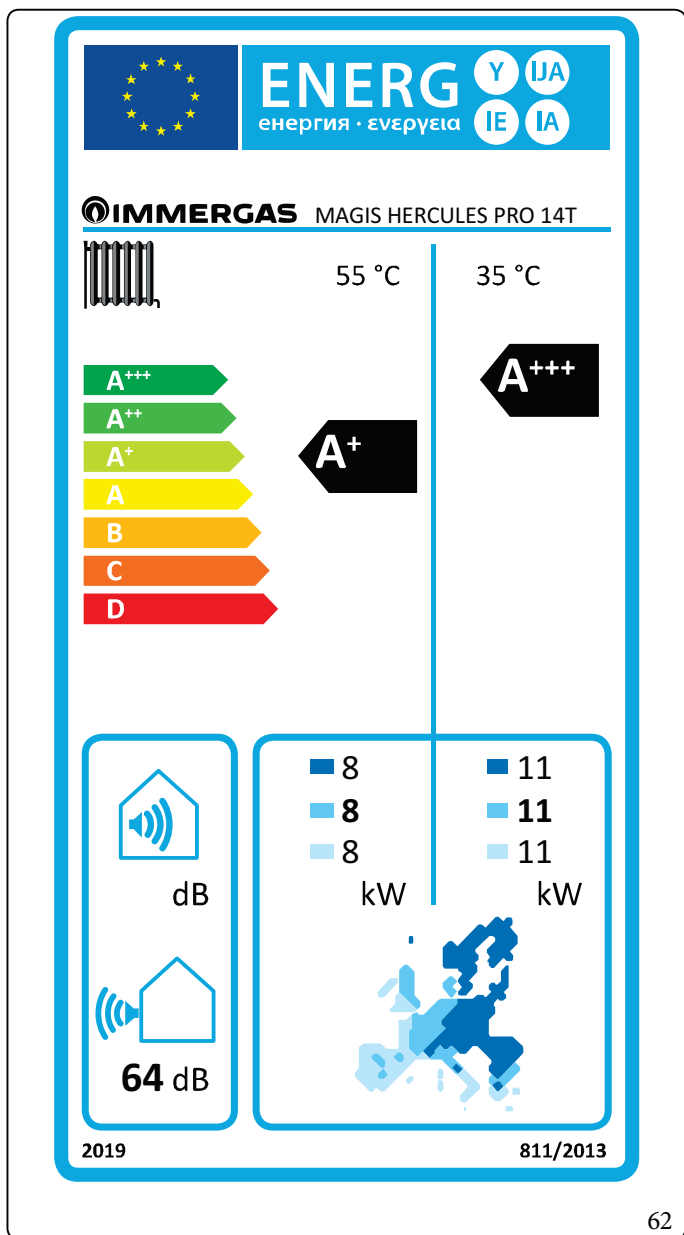 ENERG Y IJA
енергия · ενεργεια IE IA
IMMERGAS MAGIS HERCULES PRO 14T
55 °C 35 °C
A+++ A+++
A++
A+ A+
A
B
C
D
8 11
8 11
8 11
dB kW kW
64 dB
2019 811/2013
62